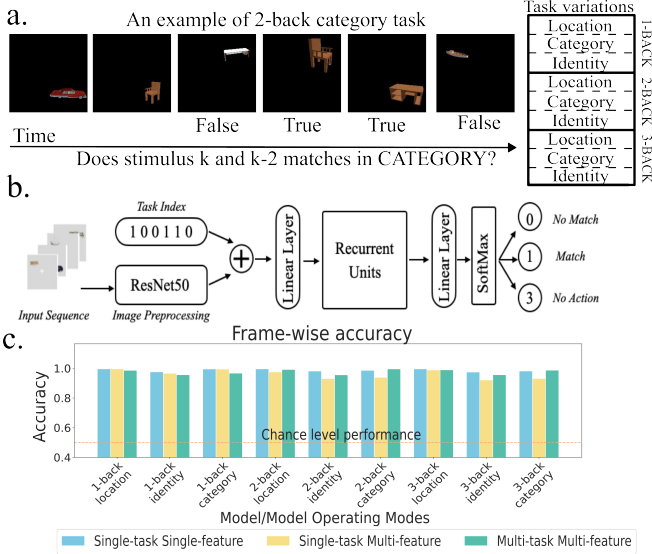 a.
An example of 2-back category task
False
True
True
False
Time
Does stimulus k and k-2 matches in CATEGORY?
Task variations
Location
Category
Identity
1-BACK
Location
Category
Identity
2-BACK
Location
Category
Identity
3-BACK
b.
Task Index
1 0 0 1 1 0
ResNet50
Input Sequence
Image Preprocessing
+
Linear Layer
Recurrent
Units
Linear Layer
SoftMax
0
No Match
1
Match
3
No Action
c.
Frame-wise accuracy
Accuracy
1.0
0.8
0.6
0.4
Chance level performance
1-back
location
1-back
identity
1-back
category
2-back
location
2-back
identity
2-back
category
3-back
location
3-back
identity
3-back
category
Model/Model Operating Modes
Single-task Single-feature
Single-task Multi-feature
Multi-task Multi-feature